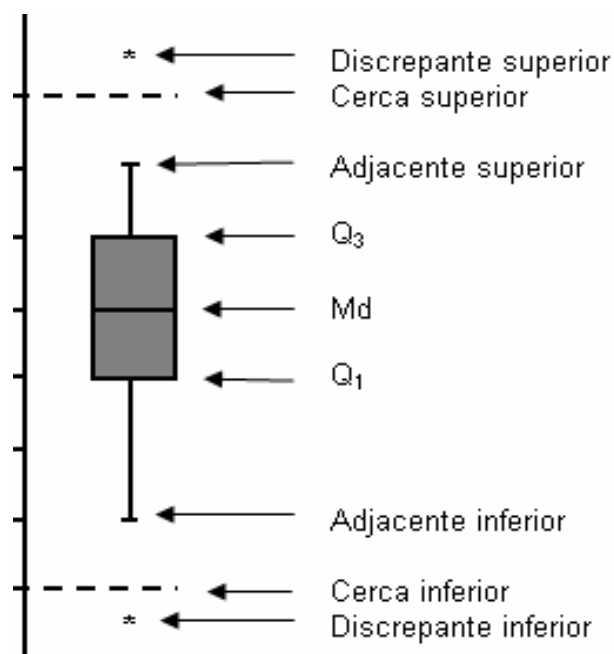 Discrepante superior
Cerca superior
Adjacente superior
Q₃
Md
Q₁
Adjacente inferior
Cerca inferior
Discrepante inferior